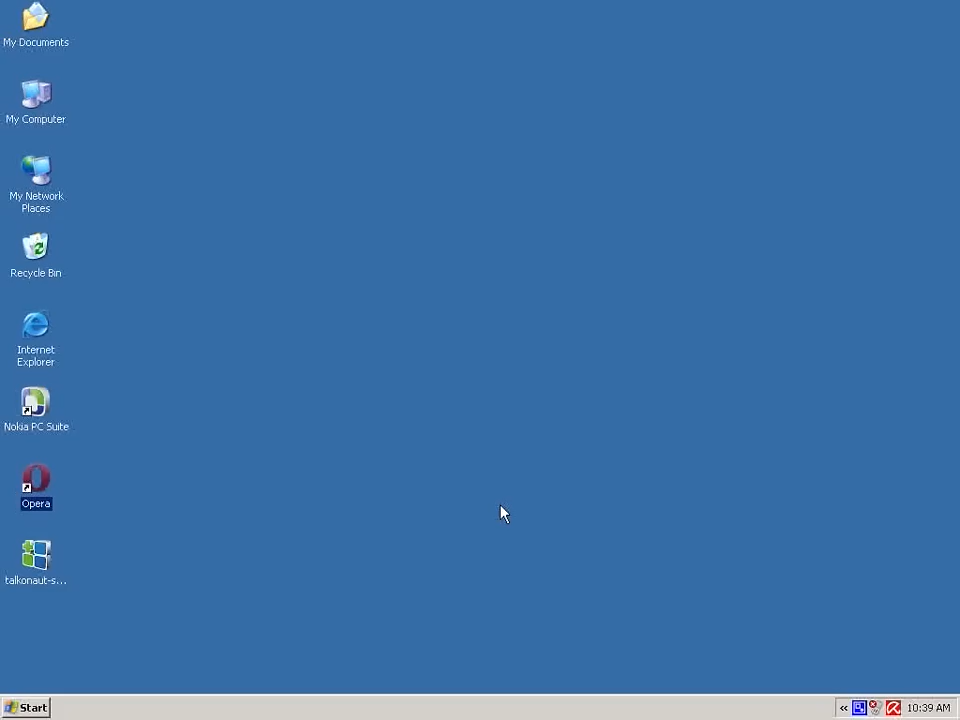 My Documents
My Computer
My Network
Places
Recycle Bin
Internet
Explorer
Nokia PC Suite
Opera
talkonaut-s...
Start
«
10:39 AM